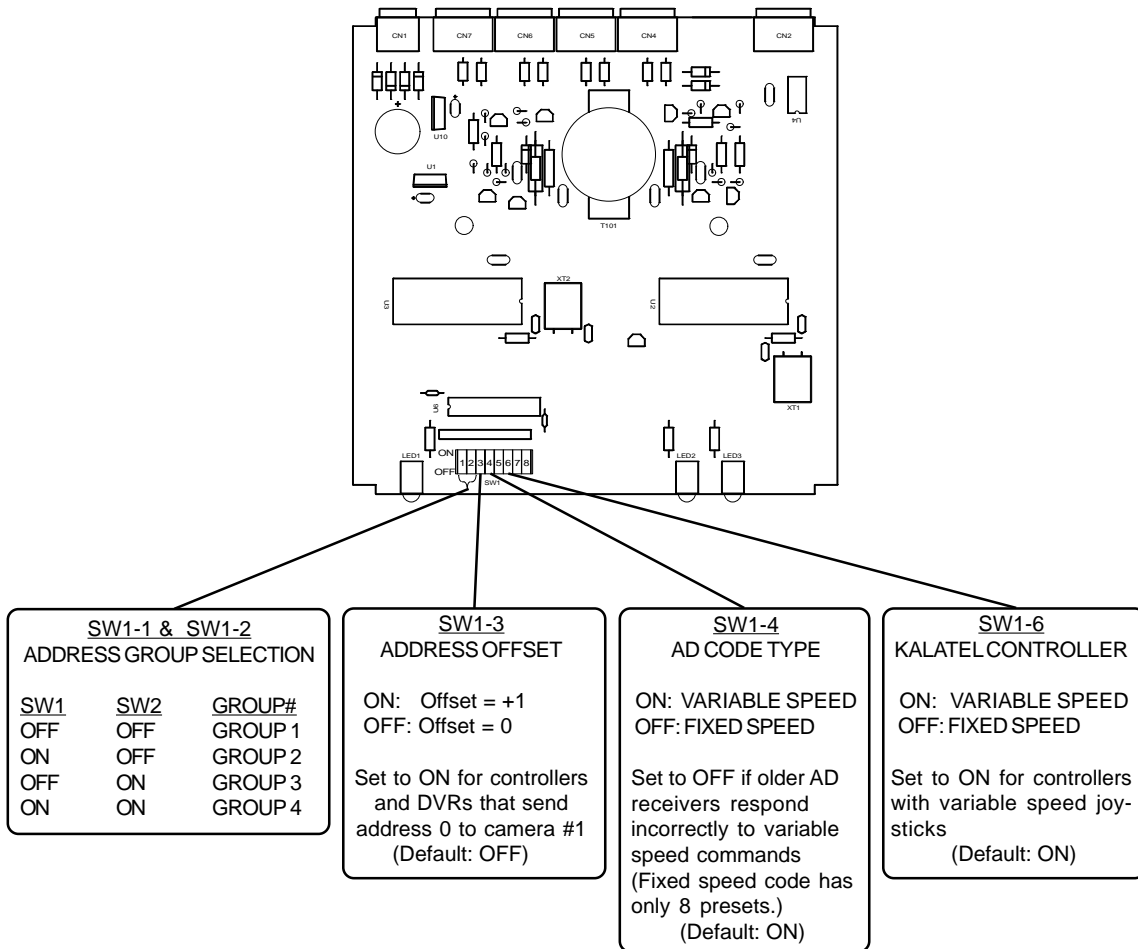 CN1 CN7 CN6 CN5 CN4 CN2
+
U10
U4
U1
T101
U3
XT2
U2
XT1
U6
ON
1 2 3 4 5 6 7 8
OFF
SW1
LED1 LED2 LED3
SW1-1 & SW1-2
ADDRESS GROUP SELECTION
SW1 SW2 GROUP#
OFF OFF GROUP 1
ON OFF GROUP 2
OFF ON GROUP 3
ON ON GROUP 4
SW1-3
ADDRESS OFFSET
ON: Offset = +1
OFF: Offset = 0
Set to ON for controllers
and DVRs that send
address 0 to camera #1
(Default: OFF)
SW1-4
AD CODE TYPE
ON: VARIABLE SPEED
OFF: FIXED SPEED
Set to OFF if older AD
receivers respond
incorrectly to variable
speed commands
(Fixed speed code has
only 8 presets.)
(Default: ON)
SW1-6
KALATEL CONTROLLER
ON: VARIABLE SPEED
OFF: FIXED SPEED
Set to ON for controllers
with variable speed joy-
sticks
(Default: ON)